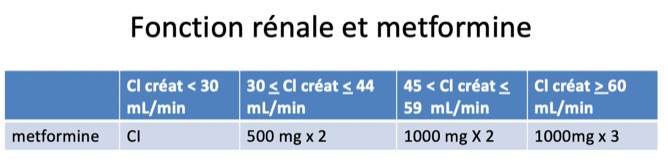 Fonction rénale et metformine
Cl créat < 30 mL/min
30 ≤ Cl créat ≤ 44 mL/min
45 < Cl créat ≤ 59 mL/min
Cl créat ≥ 60 mL/min
metformine CI 500 mg x 2 1000 mg X 2 1000mg x 3